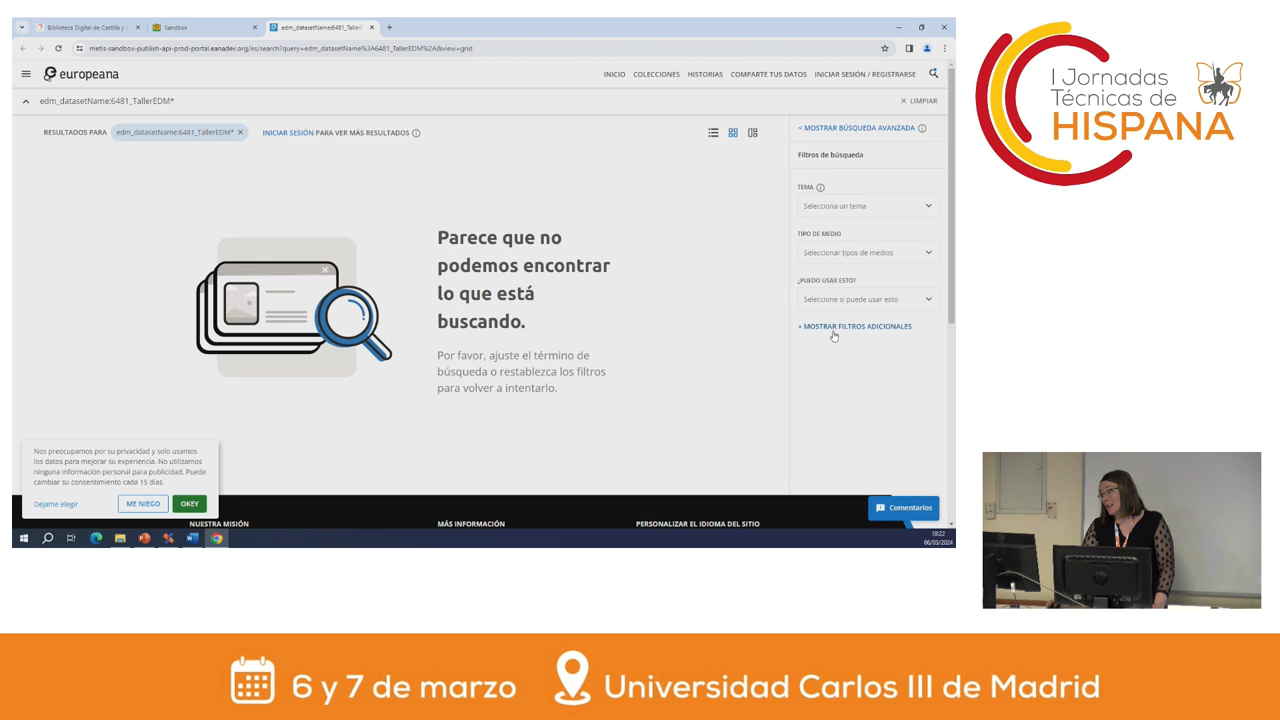 Biblioteca Digital de Castilla y L
Sandbox
edm_datasetName:6481_TallerE
metis-sandbox-publish-api-prod-portal.eanadev.org/es/search?query=edm_datasetName%3A6481_TallerEDM%2A&view=grid
europeana
INICIO COLECCIONES HISTORIAS COMPARTE TUS DATOS INICIAR SESIÓN / REGISTRARSE
edm_datasetName:6481_TallerEDM*
× LIMPIAR
RESULTADOS PARA edm_datasetName:6481_TallerEDM* × INICIAR SESIÓN PARA VER MÁS RESULTADOS
< MOSTRAR BÚSQUEDA AVANZADA
Filtros de búsqueda
TEMA
Selecciona un tema
TIPO DE MEDIO
Seleccionar tipos de medios
¿PUEDO USAR ESTO?
Seleccione si puede usar esto
+ MOSTRAR FILTROS ADICIONALES
Parece que no
podemos encontrar
lo que está
buscando.
Por favor, ajuste el término de
búsqueda o restablezca los filtros
para volver a intentarlo.
Nos preocupamos por su privacidad y solo usamos
los datos para mejorar su experiencia. No utilizamos
ninguna información personal para publicidad. Puede
cambiar su consentimiento cada 15 días.
Dejame elegir ME NIEGO OKEY
Comentarios
NUESTRA MISIÓN MÁS INFORMACIÓN PERSONALIZAR EL IDIOMA DEL SITIO
18:22
06/03/2024
I Jornadas
Técnicas de
HISPANA
6 y 7 de marzo Universidad Carlos III de Madrid